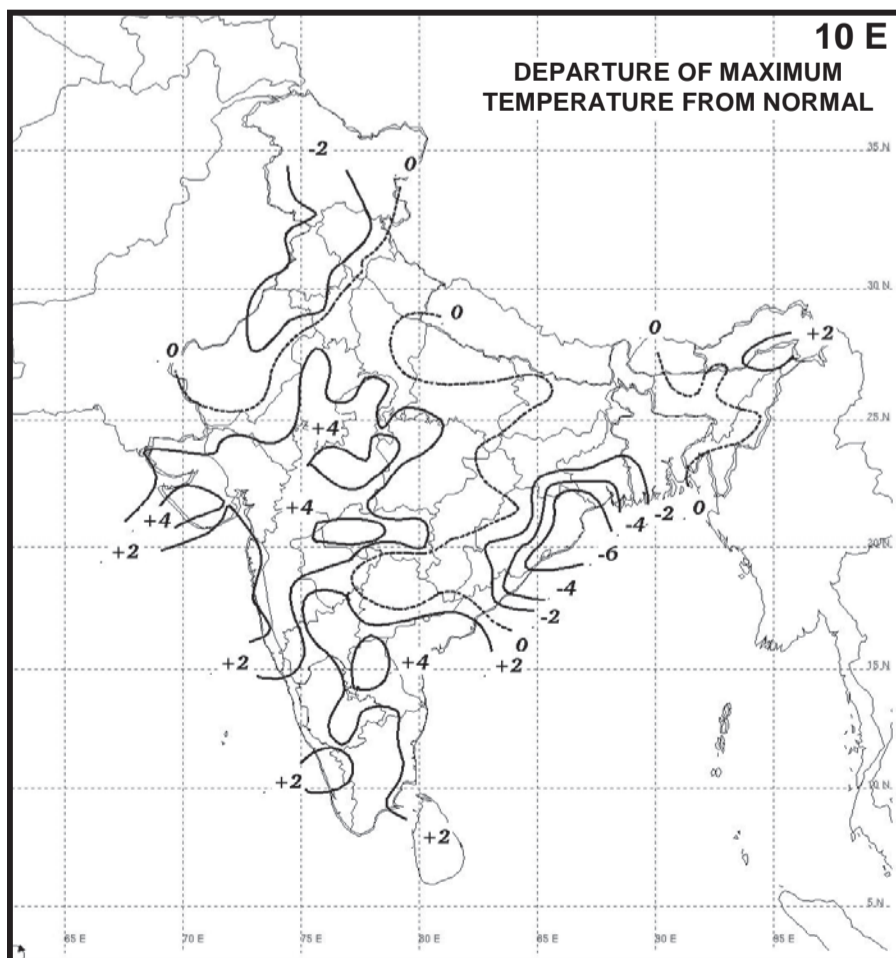 10 E
DEPARTURE OF MAXIMUM
TEMPERATURE FROM NORMAL
35 N
-2
0
30 N
0
0
+2
0
25 N
+4
+4
+4
-2
0
-4
+2
-6
20 N
-4
-2
0
+2
+4
+2
15 N
+2
10 N
+2
5 N
65 E
70 E
75 E
80 E
85 E
90 E
95 E